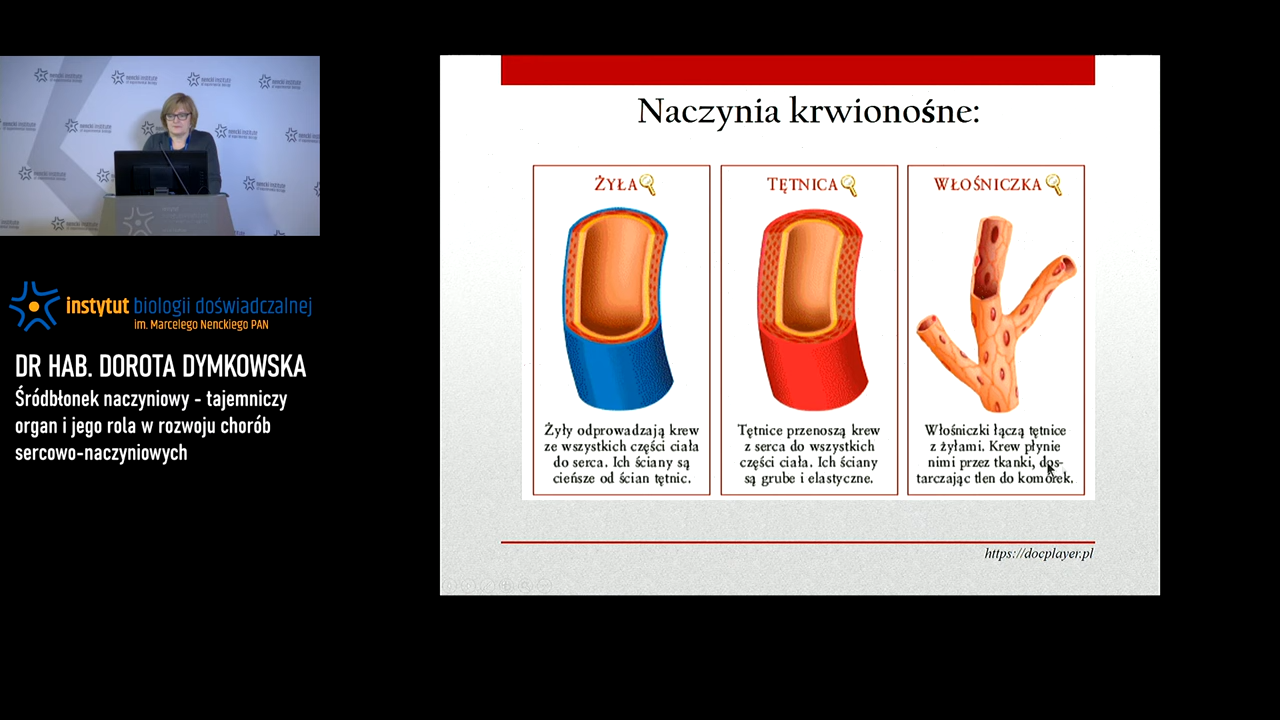 instytut biologii doświadczalnej
im. Marcelego Nenckiego PAN
DR HAB. DOROTA DYMKOWSKA
Śródbłonek naczyniowy - tajemniczy
organ i jego rola w rozwoju chorób
sercowo-naczyniowych
Naczynia krwionośne:
ŻYŁA
Żyły odprowadzają krew
ze wszystkich części ciała
do serca. Ich ściany są
cieńsze od ścian tętnic.
TĘTNICA
Tętnice przenoszą krew
z serca do wszystkich
części ciała. Ich ściany
są grube i elastyczne.
WŁOŚNICZKA
Włośniczki łączą tętnice
z żyłami. Krew płynie
nimi przez tkanki, dos-
tarczając tlen do komórek.
https://docplayer.pl